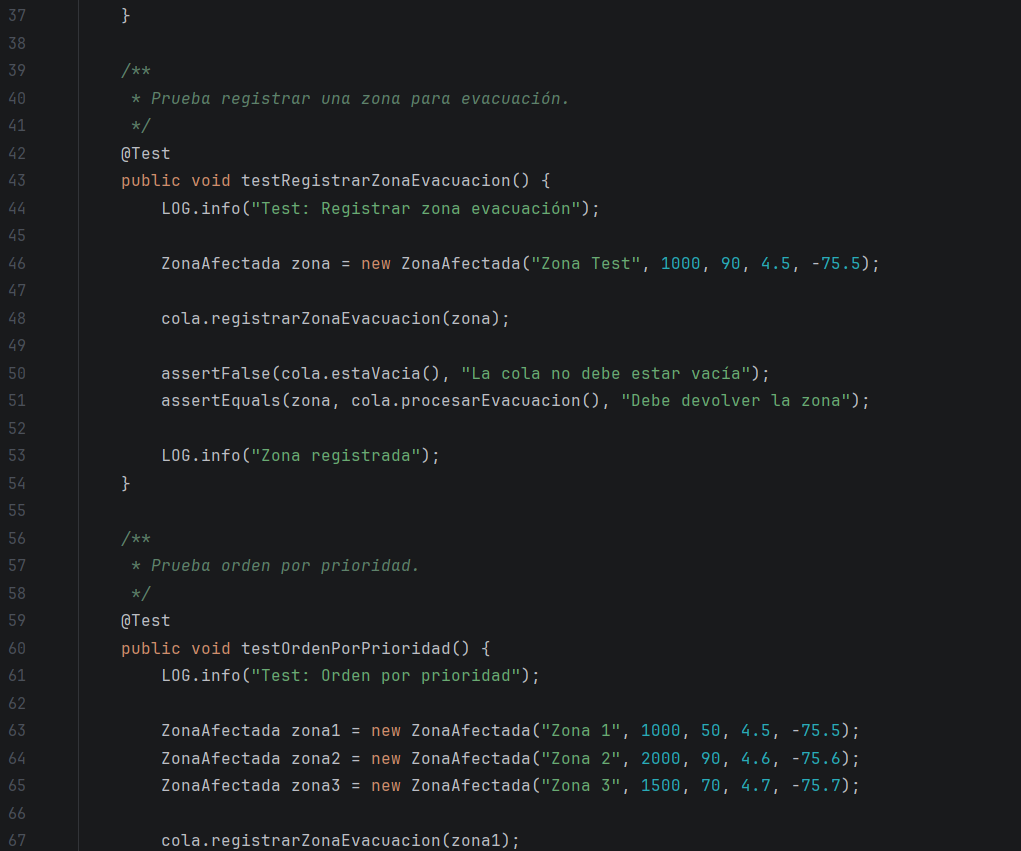 37 }
38
39 /**
40 * Prueba registrar una zona para evacuación.
41 */
42 @Test
43 public void testRegistrarZonaEvacuacion() {
44 LOG.info("Test: Registrar zona evacuación");
45
46 ZonaAfectada zona = new ZonaAfectada("Zona Test", 1000, 90, 4.5, -75.5);
47
48 cola.registrarZonaEvacuacion(zona);
49
50 assertFalse(cola.estaVacia(), "La cola no debe estar vacía");
51 assertEquals(zona, cola.procesarEvacuacion(), "Debe devolver la zona");
52
53 LOG.info("Zona registrada");
54 }
55
56 /**
57 * Prueba orden por prioridad.
58 */
59 @Test
60 public void testOrdenPorPrioridad() {
61 LOG.info("Test: Orden por prioridad");
62
63 ZonaAfectada zona1 = new ZonaAfectada("Zona 1", 1000, 50, 4.5, -75.5);
64 ZonaAfectada zona2 = new ZonaAfectada("Zona 2", 2000, 90, 4.6, -75.6);
65 ZonaAfectada zona3 = new ZonaAfectada("Zona 3", 1500, 70, 4.7, -75.7);
66
67 cola.registrarZonaEvacuacion(zona1);